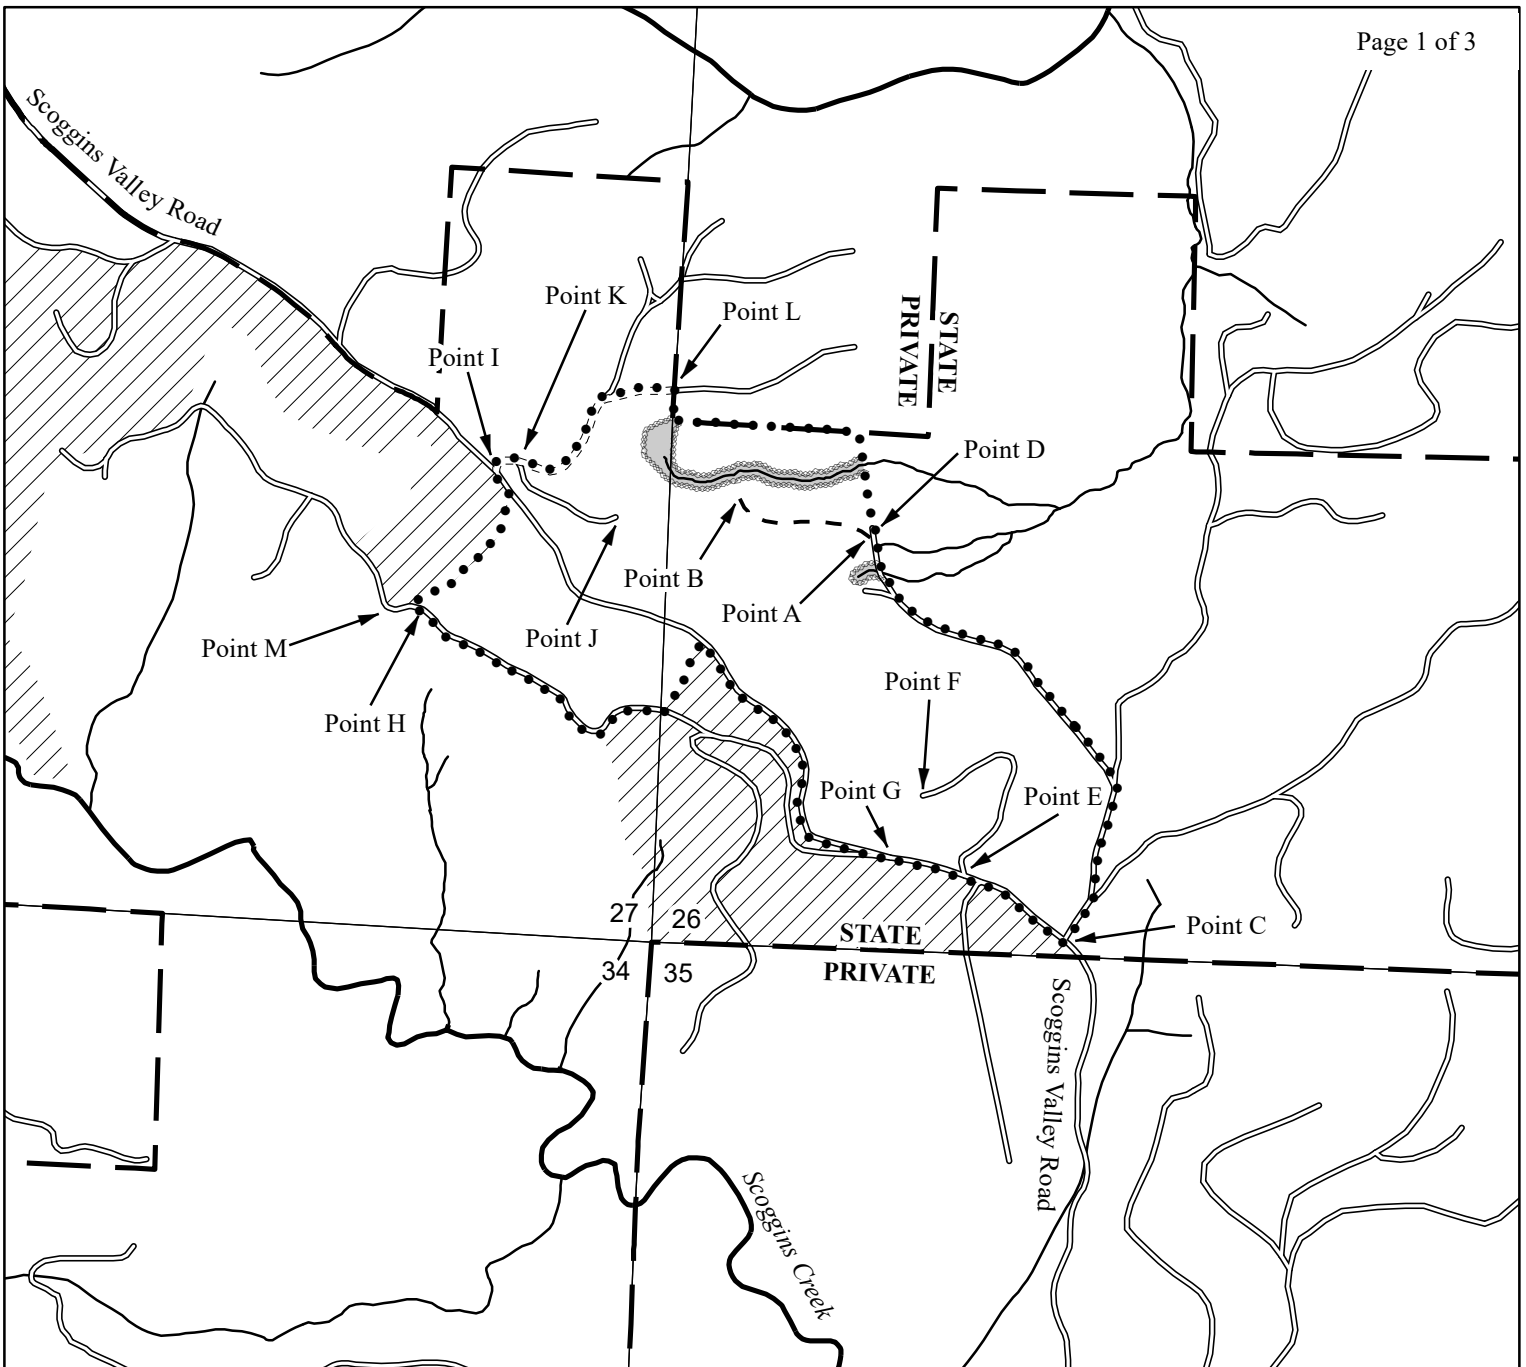 Page 1 of 3
Scoggins Valley Road
Point K
Point L
Point I
STATE
PRIVATE
Point D
Point B
Point A
Point J
Point M
Point F
Point H
Point G
Point E
27
26
STATE
Point C
34
35
PRIVATE
Scoggins Valley Road
Scoggins Creek